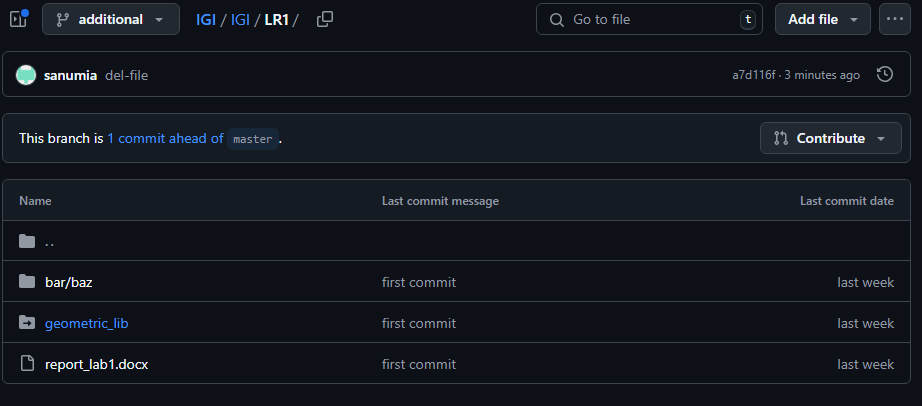 additional IGI / IGI / LR1 / Go to file t Add file
sanumia del-file a7d116f · 3 minutes ago
This branch is 1 commit ahead of master . Contribute
Name Last commit message Last commit date
..
bar/baz first commit last week
geometric_lib first commit last week
report_lab1.docx first commit last week